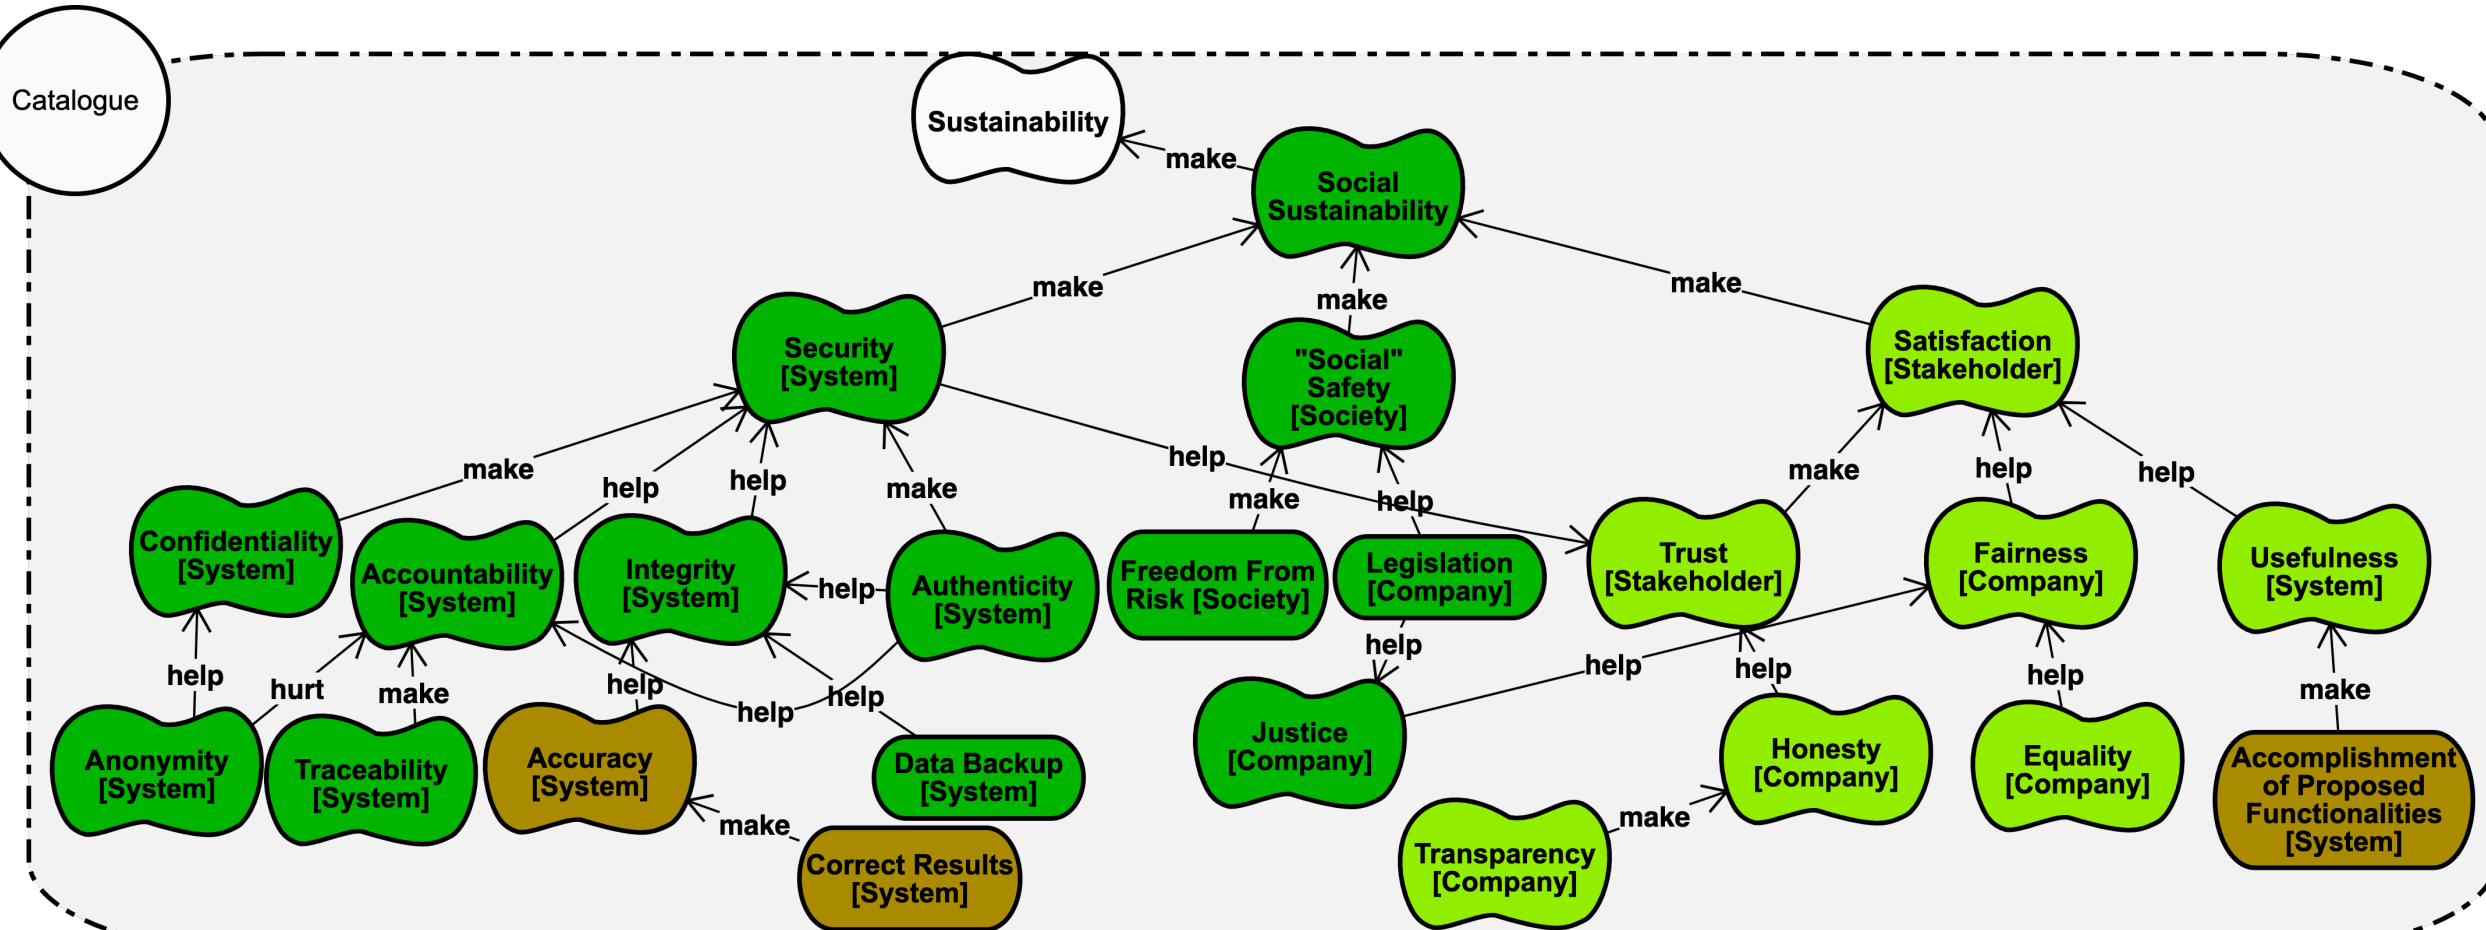 Catalogue
Sustainability
make
Social
Sustainability
make
make
make
Security
[System]
"Social"
Safety
[Society]
Satisfaction
[Stakeholder]
make
help
help
make
help
make
help
make
help
help
Confidentiality
[System]
Accountability
[System]
Integrity
[System]
help
Authenticity
[System]
Freedom From
Risk [Society]
Legislation
[Company]
Trust
[Stakeholder]
Fairness
[Company]
Usefulness
[System]
help
hurt
make
help
help
help
help
help
help
help
make
Anonymity
[System]
Traceability
[System]
Accuracy
[System]
Data Backup
[System]
Justice
[Company]
Honesty
[Company]
Equality
[Company]
Accomplishment
of Proposed
Functionalities
[System]
make
Correct Results
[System]
make
Transparency
[Company]